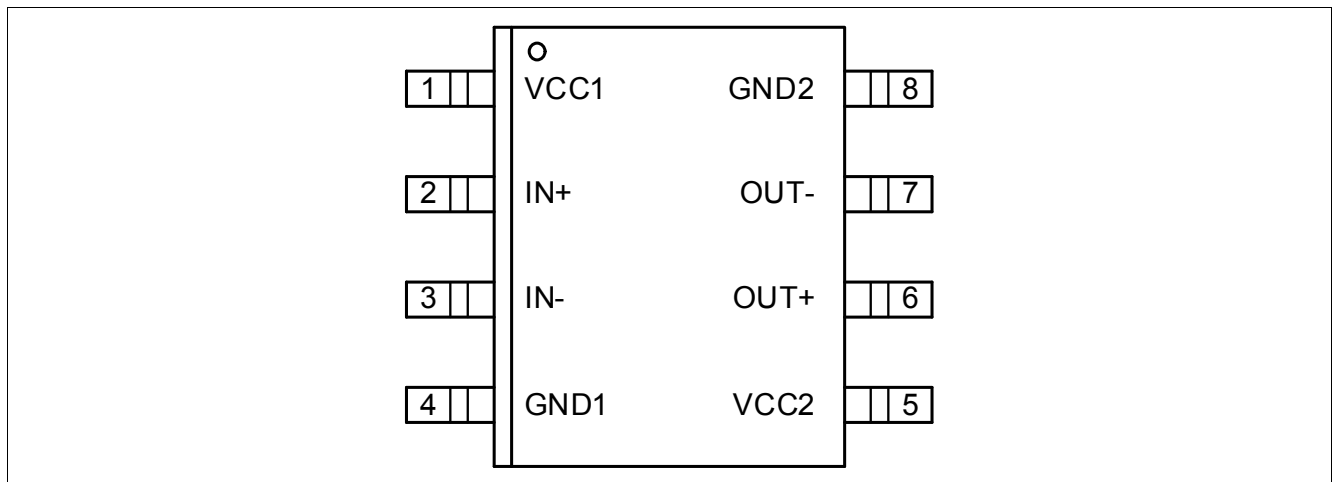 1 VCC1 GND2 8
2 IN+ OUT- 7
3 IN- OUT+ 6
4 GND1 VCC2 5